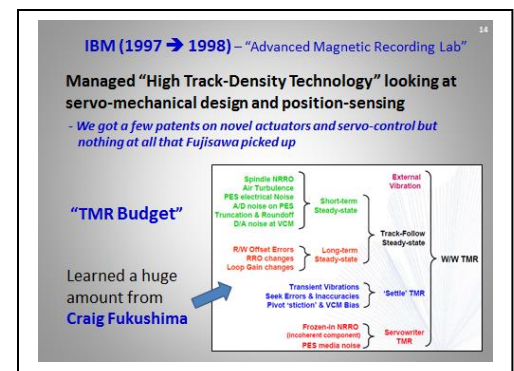 14
IBM (1997 ➔ 1998) – “Advanced Magnetic Recording Lab”
Managed “High Track-Density Technology” looking at
servo-mechanical design and position-sensing
- We got a few patents on novel actuators and servo-control but
nothing at all that Fujisawa picked up
“TMR Budget”
Learned a huge
amount from
Craig Fukushima
Spindle NRRO
Air Turbulence
PES electrical Noise
A/D noise on PES
Truncation & Roundoff
D/A noise at VCM
Short-term
Steady-state
R/W Offset Errors
RRO changes
Loop Gain changes
Long-term
Steady-state
External
Vibration
Track-Follow
Steady-state
Transient Vibrations
Seek Errors & Inaccuracies
Pivot 'stiction' & VCM Bias
'Settle' TMR
Frozen-in NRRO
(incoherent component)
PES media noise
Servowriter
TMR
W/W TMR